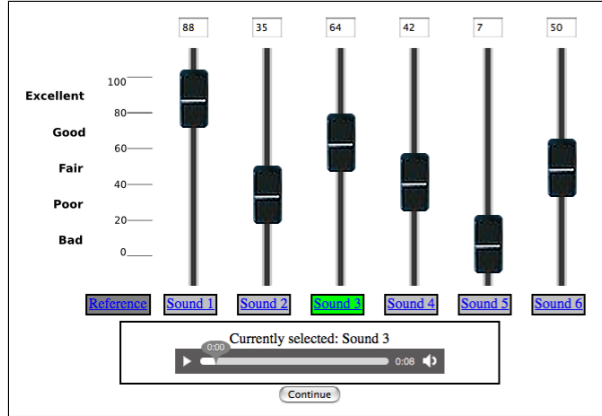 88 35 64 42 7 50
100
Excellent
80
Good
60
Fair
40
Poor
20
Bad
0
Reference Sound 1 Sound 2 Sound 3 Sound 4 Sound 5 Sound 6
Currently selected: Sound 3
0:00
0:08
Continue